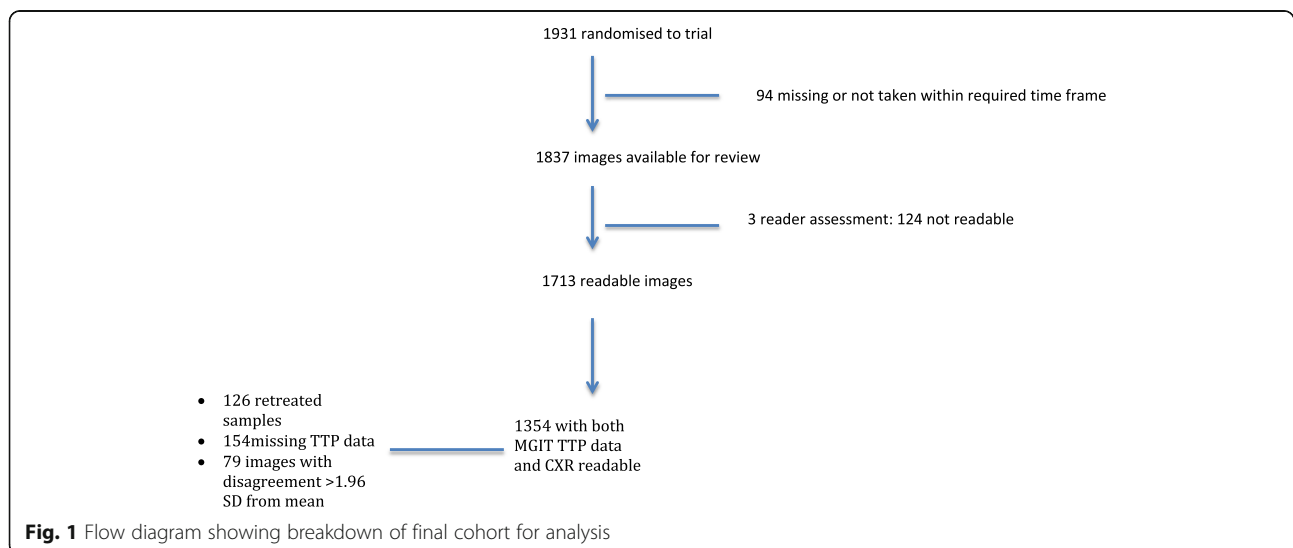 1931 randomised to trial
94 missing or not taken within required time frame
1837 images available for review
3 reader assessment: 124 not readable
1713 readable images
• 126 retreated
samples
• 154missing TTP data
• 79 images with
disagreement >1.96
SD from mean
1354 with both
MGIT TTP data
and CXR readable
Fig. 1 Flow diagram showing breakdown of final cohort for analysis